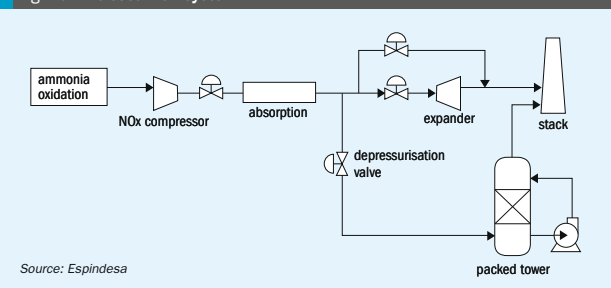 ammonia
oxidation
NOx compressor
absorption
expander
stack
depressurisation
valve
packed tower
Source: Espindesa